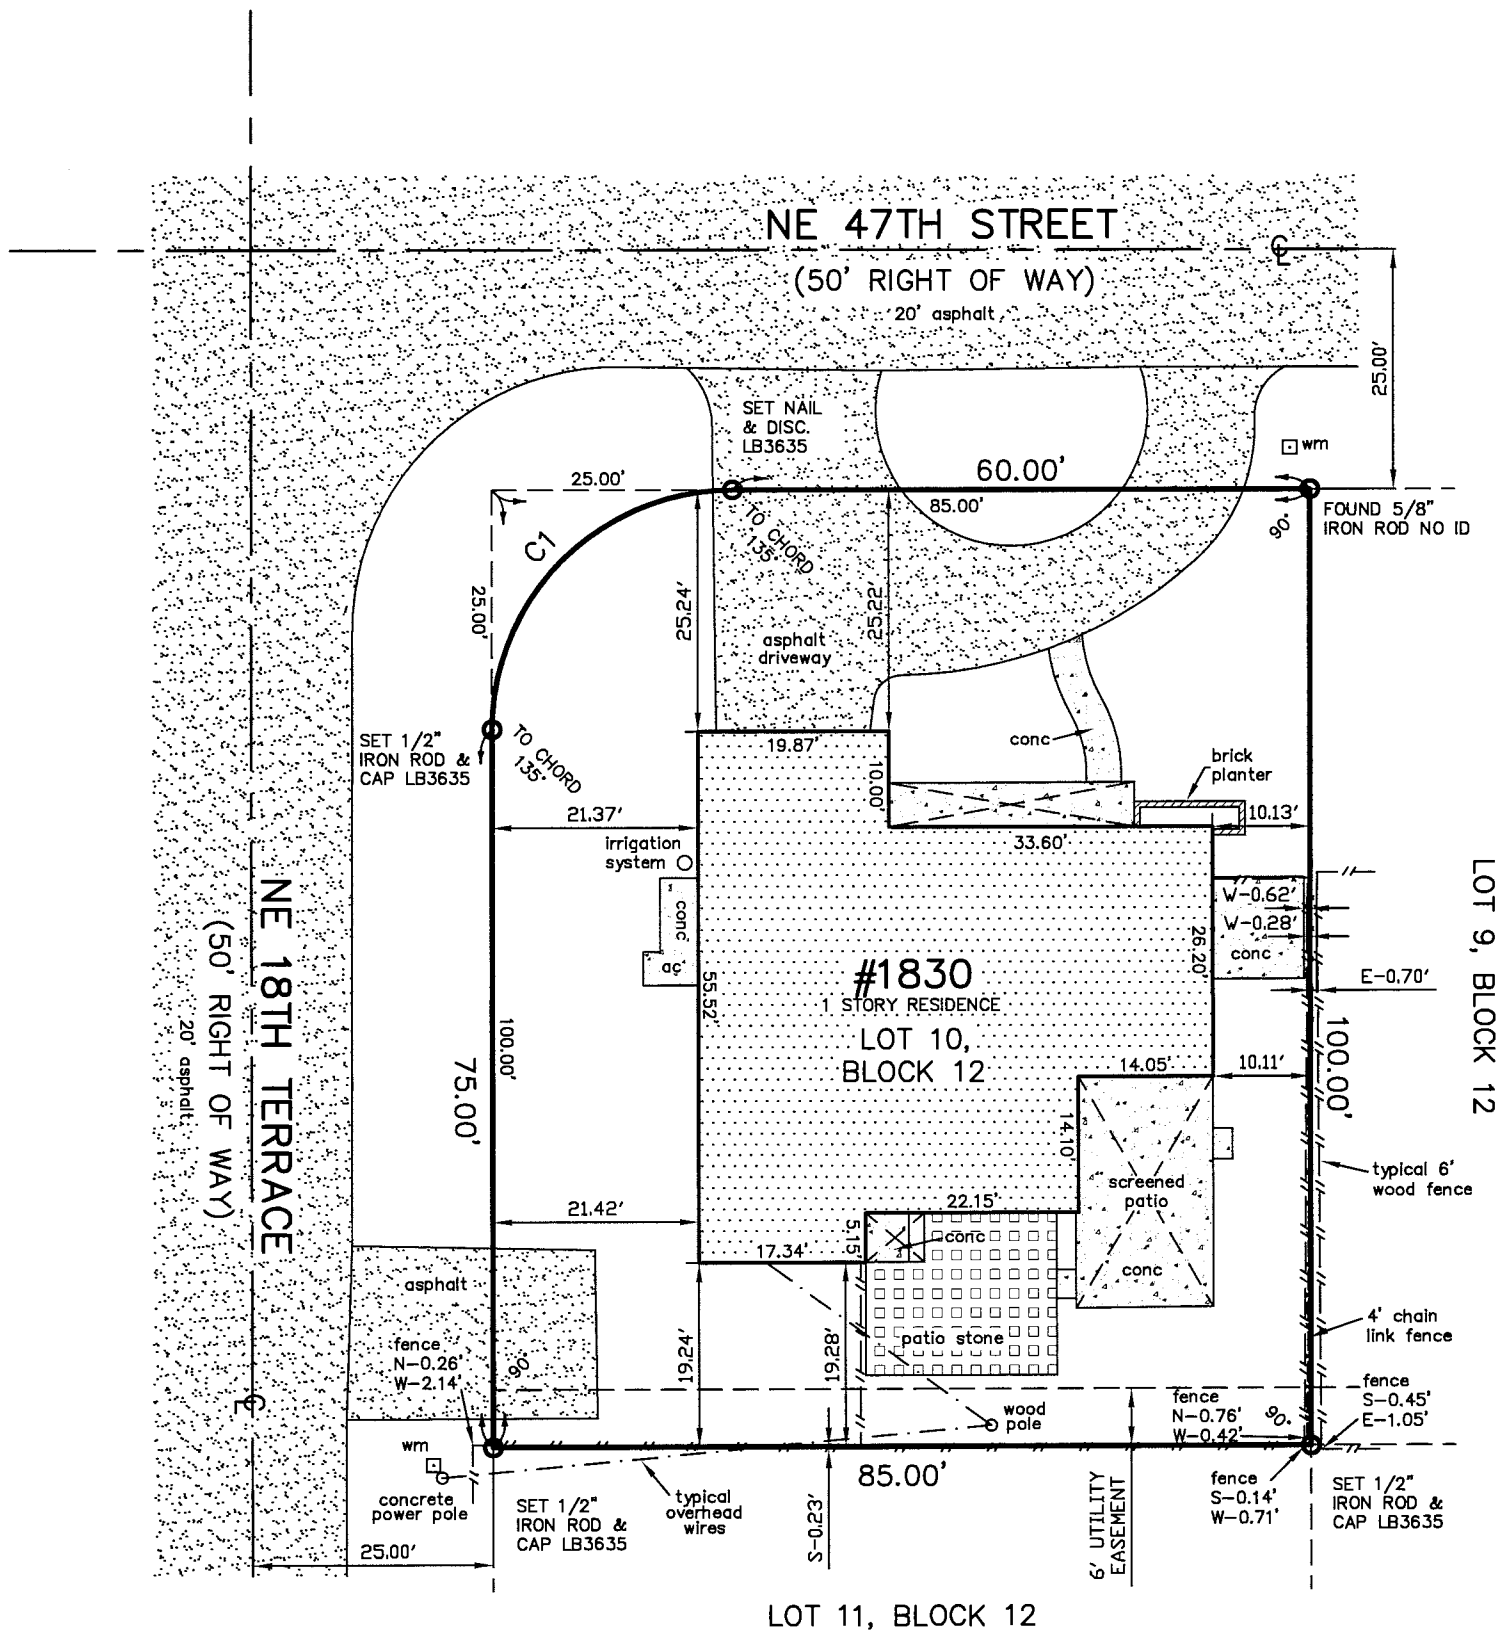 NE 47TH STREET
(50' RIGHT OF WAY)
20' asphalt
℄
25.00'
SET NAIL
& DISC.
LB3635
wm
25.00'
60.00'
85.00'
FOUND 5/8"
IRON ROD NO ID
90°
TO CHORD
135°
C1
25.00'
25.24'
25.22'
asphalt
driveway
SET 1/2"
IRON ROD &
CAP LB3635
TO CHORD
135°
19.87'
10.00'
conc
brick
planter
21.37'
33.60'
10.13'
irrigation
system
conc
ac
55.52'
W-0.62'
W-0.28'
conc
26.20'
E-0.70'
#1830
1 STORY RESIDENCE
LOT 10,
BLOCK 12
LOT 9, BLOCK 12
NE 18TH TERRACE
(50' RIGHT OF WAY)
20' asphalt
100.00'
75.00'
14.05'
10.11'
100.00'
14.10'
screened
patio
conc
typical 6'
wood fence
21.42'
22.15'
5.15'
conc
17.34'
asphalt
patio stone
4' chain
link fence
fence
N-0.26'
W-2.14'
90°
19.24'
19.28'
wood
pole
fence
N-0.76'
W-0.42'
90°
fence
S-0.45'
E-1.05'
℄
wm
concrete
power pole
85.00'
SET 1/2"
IRON ROD &
CAP LB3635
typical
overhead
wires
S-0.23'
6' UTILITY
EASEMENT
fence
S-0.14'
W-0.71'
SET 1/2"
IRON ROD &
CAP LB3635
25.00'
LOT 11, BLOCK 12